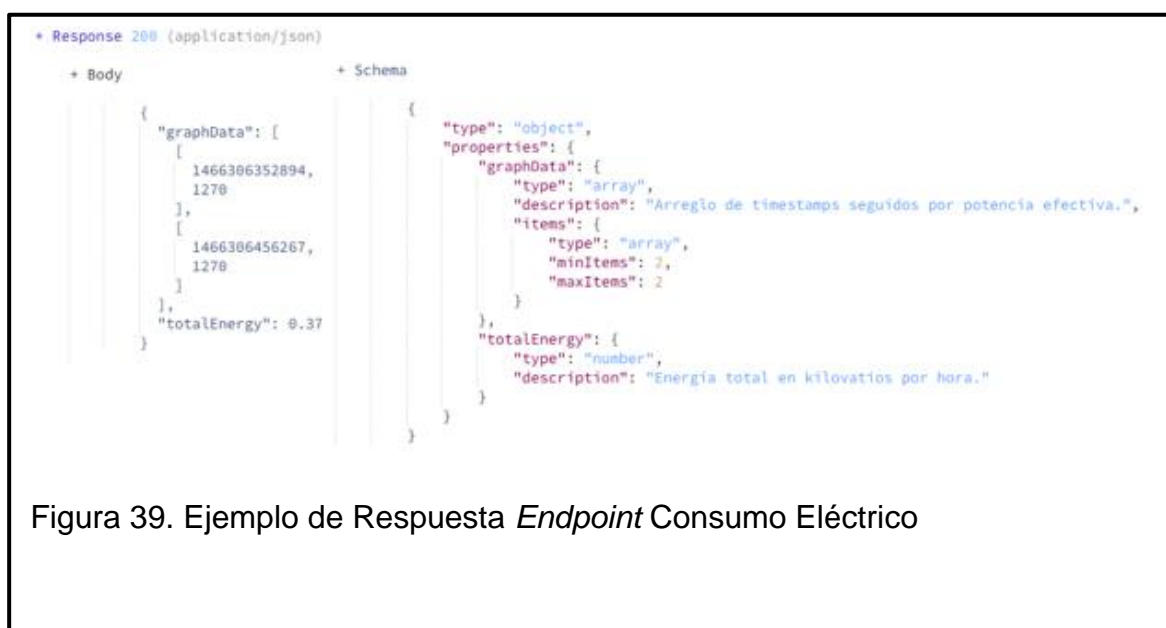 + Response 200 (application/json)
+ Body
{
"graphData": [
[
1466306352894,
1270
],
[
1466306456267,
1270
]
],
"totalEnergy": 0.37
}
+ Schema
{
"type": "object",
"properties": {
"graphData": {
"type": "array",
"description": "Arreglo de timestamps seguidos por potencia efectiva.",
"items": {
"type": "array",
"minItems": 2,
"maxItems": 2
}
},
"totalEnergy": {
"type": "number",
"description": "Energía total en kilovatios por hora."
}
}
}
Figura 39. Ejemplo de Respuesta Endpoint Consumo Eléctrico